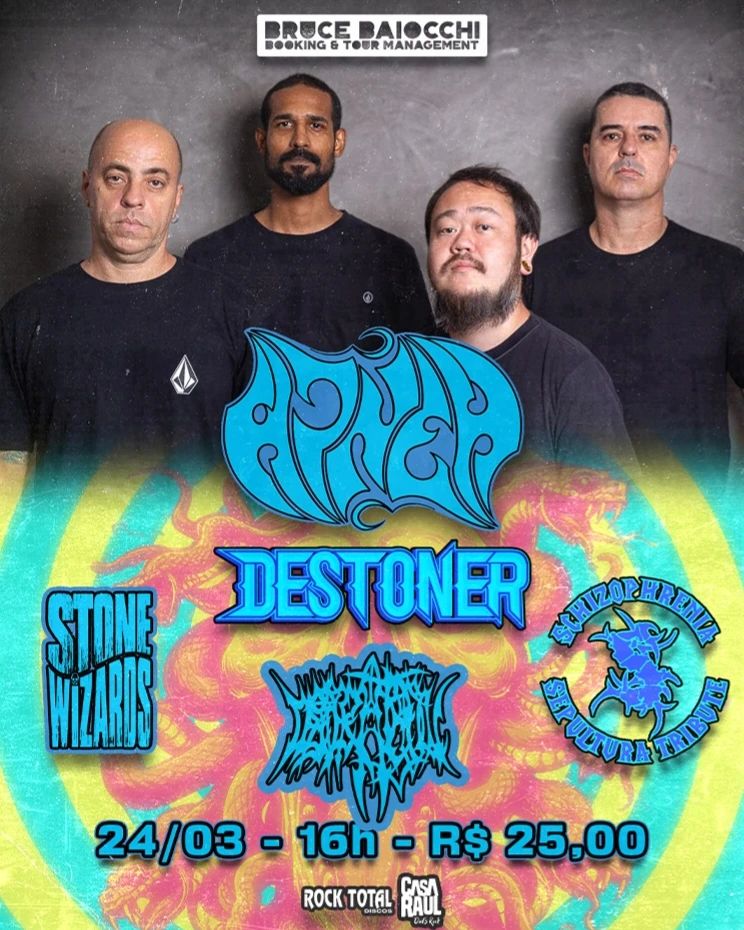 BRUCE BAIOCCHI
BOOKING & TOUR MANAGEMENT
APNEA
DESTONER
STONE
WIZARDS
SCHIZOPHRENIA
SEPULTURA TRIBUTE
24/03 - 16h - R$ 25,00
ROCK TOTAL
DISCOS
CASA
RAUL